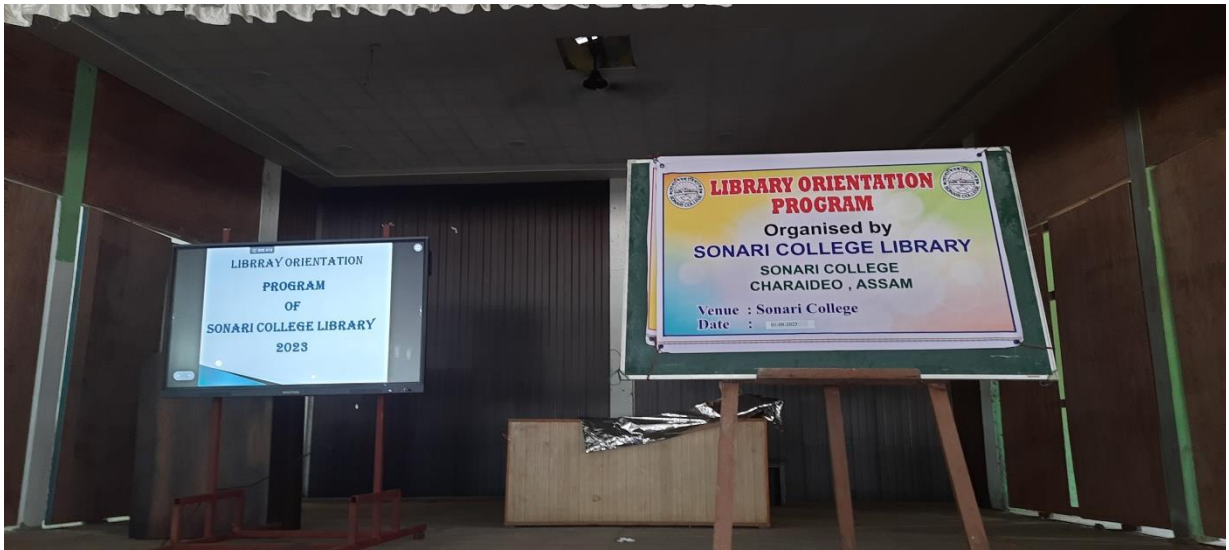 LIBRRAY ORIENTATION
PROGRAM
OF
SONARI COLLEGE LIBRARY
2023
LIBRARY ORIENTATION
PROGRAM
Organised by
SONARI COLLEGE LIBRARY
SONARI COLLEGE
CHARAIDEO , ASSAM
Venue : Sonari College
Date :